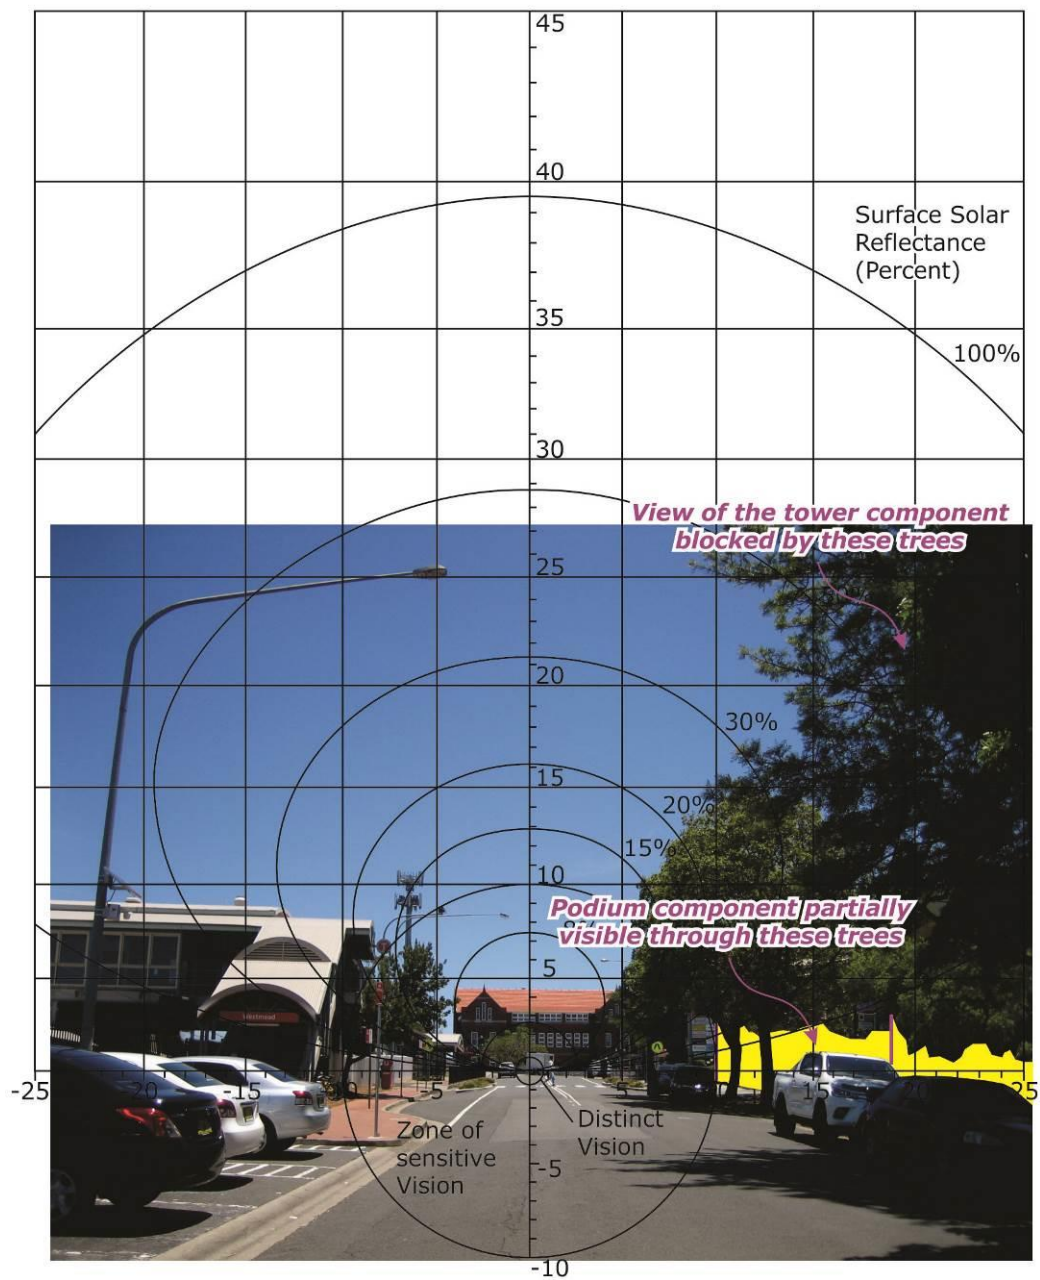 45
40
Surface Solar
Reflectance
(Percent)
35
100%
30
View of the tower component
blocked by these trees
25
20
30%
15
20%
15%
10
Podium component partially
visible through these trees
5
Westmead
-25
20
-15
5
5
15
20
25
Distinct
Vision
Zone of
sensitive
Vision
-5
-10